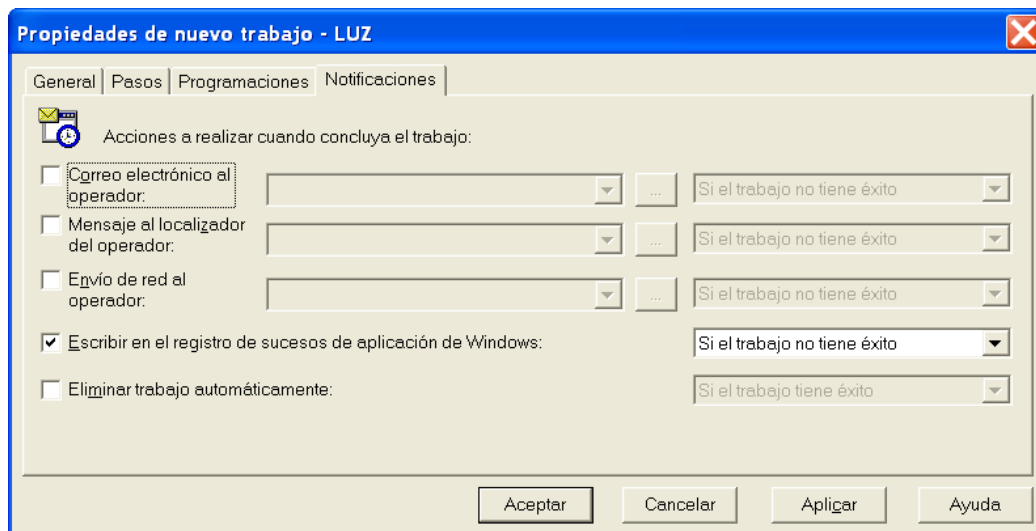 Propiedades de nuevo trabajo - LUZ
General Pasos Programaciones Notificaciones
Acciones a realizar cuando concluya el trabajo:
Correo electrónico al
operador:
... Si el trabajo no tiene éxito
Mensaje al localizador
del operador:
... Si el trabajo no tiene éxito
Envío de red al
operador:
... Si el trabajo no tiene éxito
Escribir en el registro de sucesos de aplicación de Windows: Si el trabajo no tiene éxito
Eliminar trabajo automáticamente: Si el trabajo tiene éxito
Aceptar Cancelar Aplicar Ayuda